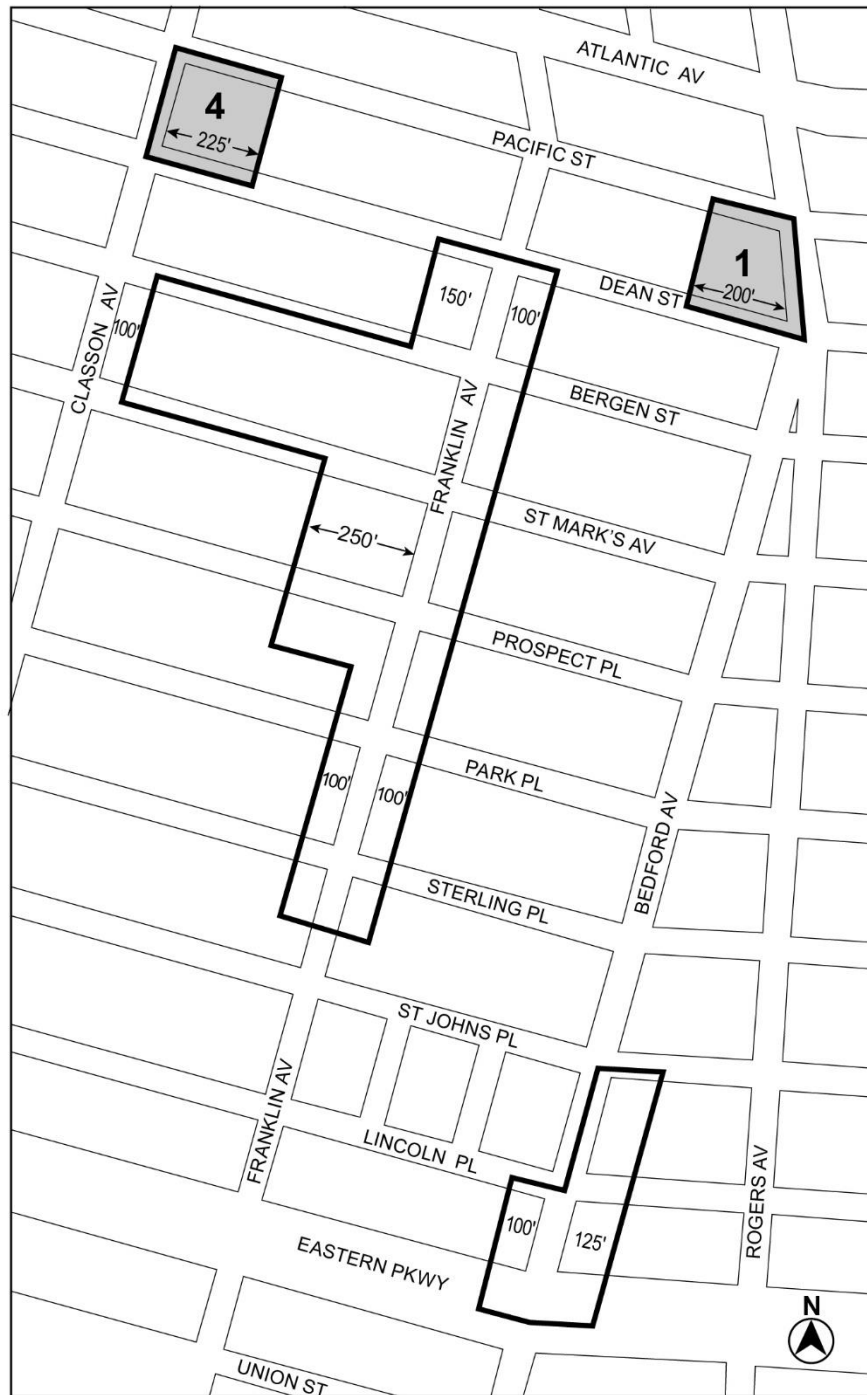 ATLANTIC AV
4
225'
PACIFIC ST
1
200'
DEAN ST
150'
100'
100'
CLASSON AV
FRANKLIN AV
BERGEN ST
250'
ST MARK'S AV
PROSPECT PL
PARK PL
100'
100'
BEDFORD AV
STERLING PL
ST JOHNS PL
FRANKLIN AV
LINCOLN PL
ROGERS AV
100'
125'
EASTERN PKWY
N
UNION ST